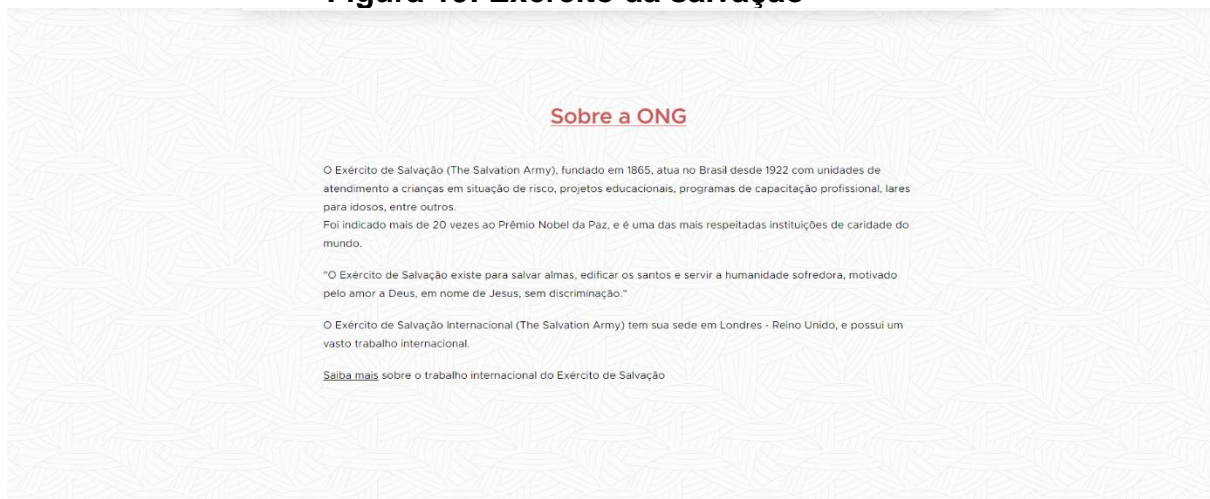 Figura 10: Exército da salvação
Sobre a ONG
O Exército de Salvação (The Salvation Army), fundado em 1865, atua no Brasil desde 1922 com unidades de
atendimento a crianças em situação de risco, projetos educacionais, programas de capacitação profissional, lares
para idosos, entre outros.
Foi indicado mais de 20 vezes ao Prêmio Nobel da Paz, e é uma das mais respeitadas instituições de caridade do
mundo.
"O Exército de Salvação existe para salvar almas, edificar os santos e servir a humanidade sofredora, motivado
pelo amor a Deus, em nome de Jesus, sem discriminação."
O Exército de Salvação Internacional (The Salvation Army) tem sua sede em Londres - Reino Unido, e possui um
vasto trabalho internacional.
Saiba mais sobre o trabalho internacional do Exército de Salvação